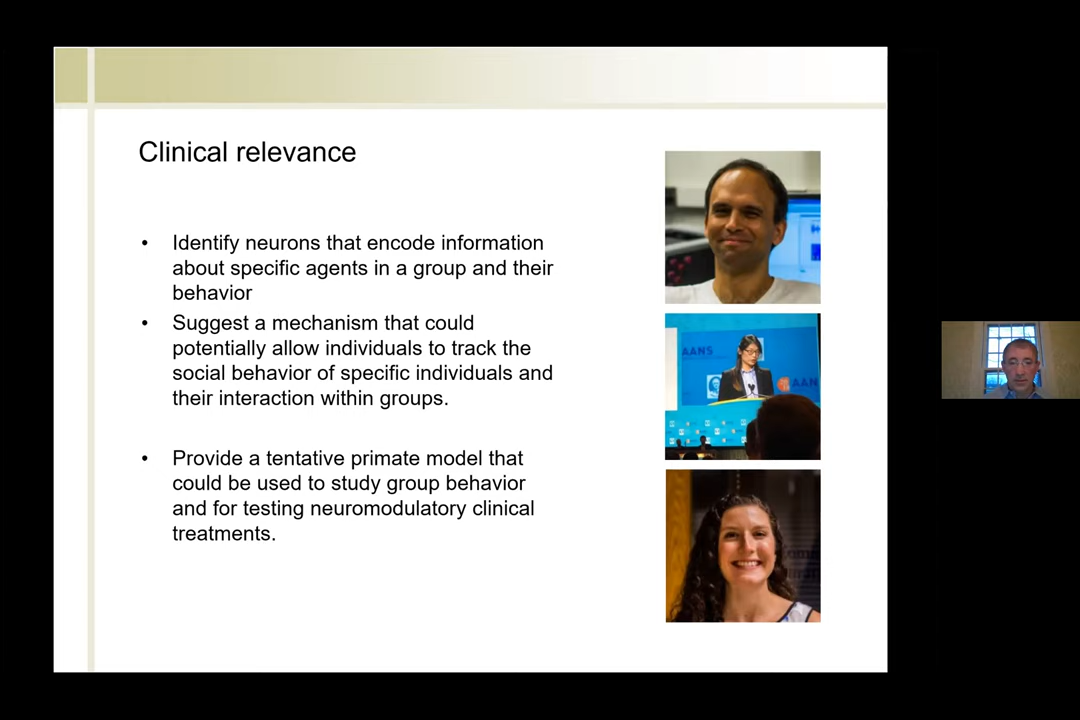 Clinical relevance
• Identify neurons that encode information
about specific agents in a group and their
behavior
• Suggest a mechanism that could
potentially allow individuals to track the
social behavior of specific individuals and
their interaction within groups.
• Provide a tentative primate model that
could be used to study group behavior
and for testing neuromodulatory clinical
treatments.
AANS
AAN